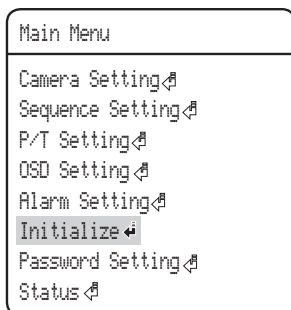 Main Menu
Camera Setting↵
Sequence Setting↵
P/T Setting↵
OSD Setting↵
Alarm Setting↵
Initialize↵
Password Setting↵
Status↵